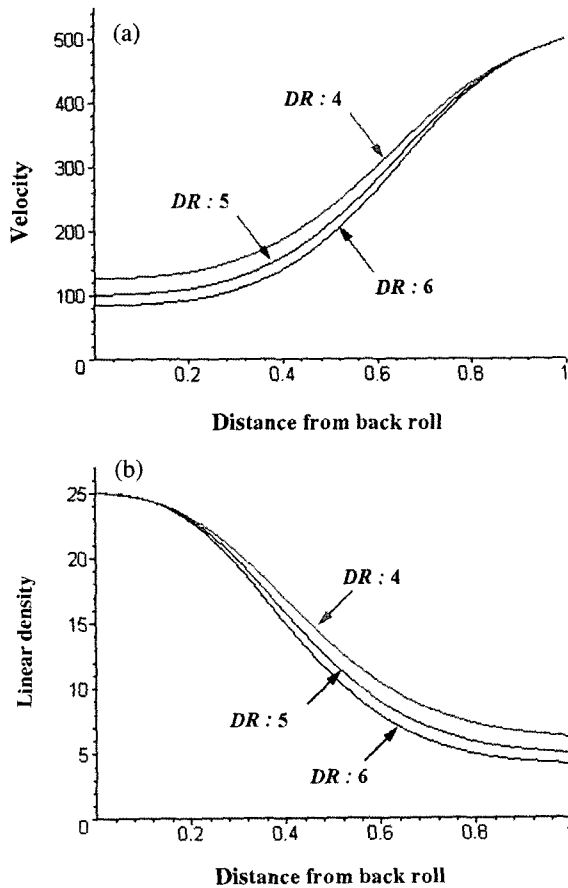 (a)
500
400
300
200
100
0
Velocity
DR : 4
DR : 5
DR : 6
0.2 0.4 0.6 0.8 1
Distance from back roll
(b)
25
20
15
10
5
0
Linear density
DR : 4
DR : 5
DR : 6
0.2 0.4 0.6 0.8 1
Distance from back roll